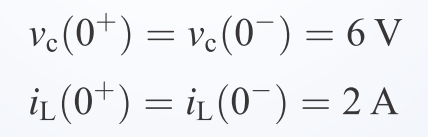 v_c(0⁺) = v_c(0⁻) = 6 V
i_L(0⁺) = i_L(0⁻) = 2 A